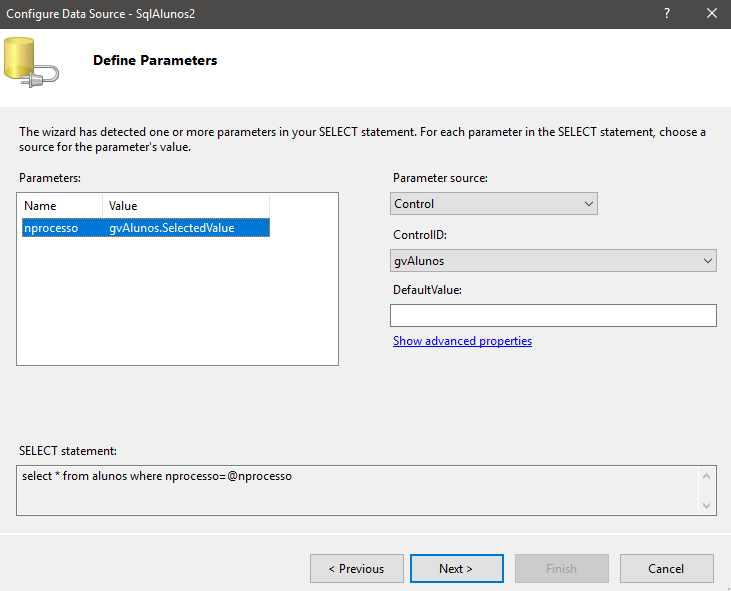 Configure Data Source - SqlAlunos2
?
Define Parameters
The wizard has detected one or more parameters in your SELECT statement. For each parameter in the SELECT statement, choose a
source for the parameter's value.
Parameters:
Name Value
nprocesso gvAlunos.SelectedValue
Parameter source:
Control
ControlID:
gvAlunos
DefaultValue:
Show advanced properties
SELECT statement:
select * from alunos where nprocesso=@nprocesso
< Previous Next > Finish Cancel